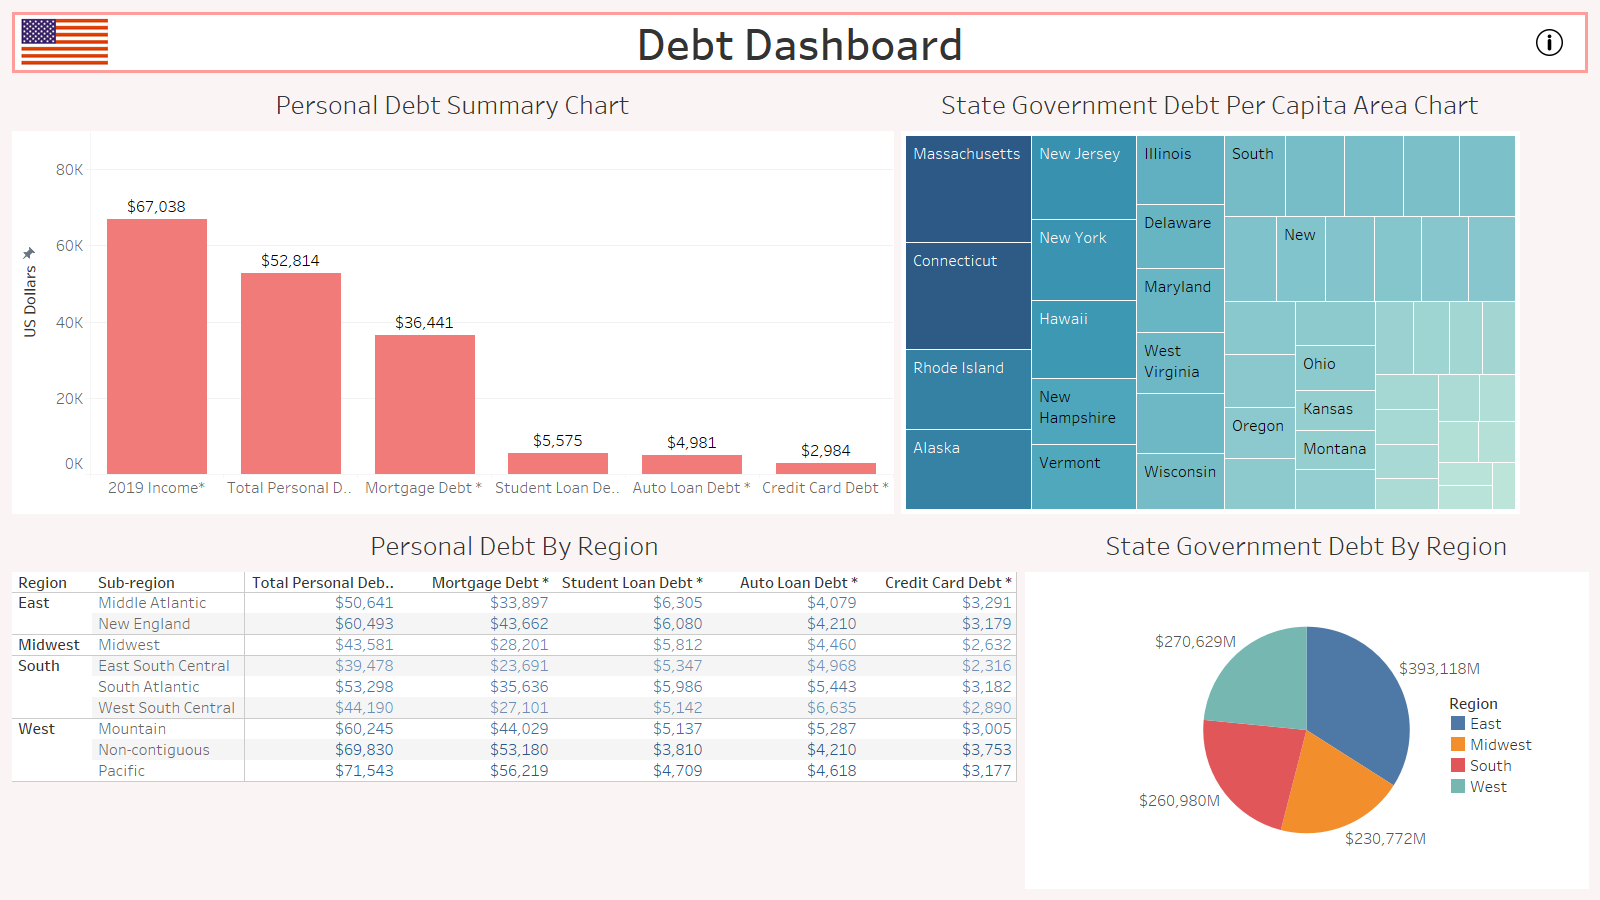 Debt Dashboard
Personal Debt Summary Chart
US Dollars
80K
60K
40K
20K
0K
$67,038
$52,814
$36,441
$5,575
$4,981
$2,984
2019 Income*
Total Personal D..
Mortgage Debt *
Student Loan De..
Auto Loan Debt *
Credit Card Debt *
State Government Debt Per Capita Area Chart
Massachusetts
Connecticut
Rhode Island
Alaska
New Jersey
New York
Hawaii
New
Hampshire
Vermont
Illinois
Delaware
Maryland
West
Virginia
Wisconsin
South
New
Oregon
Ohio
Kansas
Montana
Personal Debt By Region
Region Sub-region Total Personal Deb.. Mortgage Debt * Student Loan Debt * Auto Loan Debt * Credit Card Debt *
East Middle Atlantic $50,641 $33,897 $6,305 $4,079 $3,291
New England $60,493 $43,662 $6,080 $4,210 $3,179
Midwest Midwest $43,581 $28,201 $5,812 $4,460 $2,632
South East South Central $39,478 $23,691 $5,347 $4,968 $2,316
South Atlantic $53,298 $35,636 $5,986 $5,443 $3,182
West South Central $44,190 $27,101 $5,142 $6,635 $2,890
West Mountain $60,245 $44,029 $5,137 $5,287 $3,005
Non-contiguous $69,830 $53,180 $3,810 $4,210 $3,753
Pacific $71,543 $56,219 $4,709 $4,618 $3,177
State Government Debt By Region
$270,629M
$393,118M
$260,980M
$230,772M
Region
East
Midwest
South
West